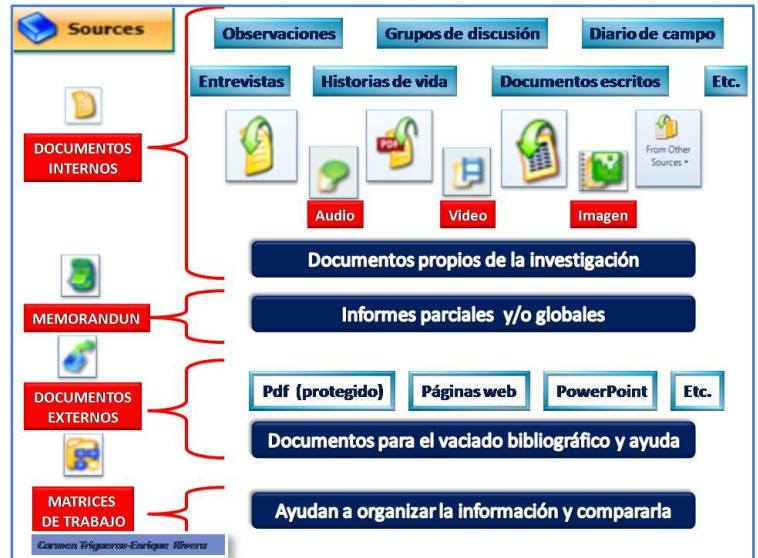 Sources
Observaciones Grupos de discusión Diario de campo
Entrevistas Historias de vida Documentos escritos Etc.
DOCUMENTOS
INTERNOS
PDF
From Other
Sources
Audio Video Imagen
Documentos propios de la investigación
MEMORANDUN
Informes parciales y/o globales
DOCUMENTOS
EXTERNOS
Pdf (protegido) Páginas web PowerPoint Etc.
Documentos para el vaciado bibliográfico y ayuda
MATRICES
DE TRABAJO
Ayudan a organizar la información y compararla
Carmen Trigueros-Enrique Rivera